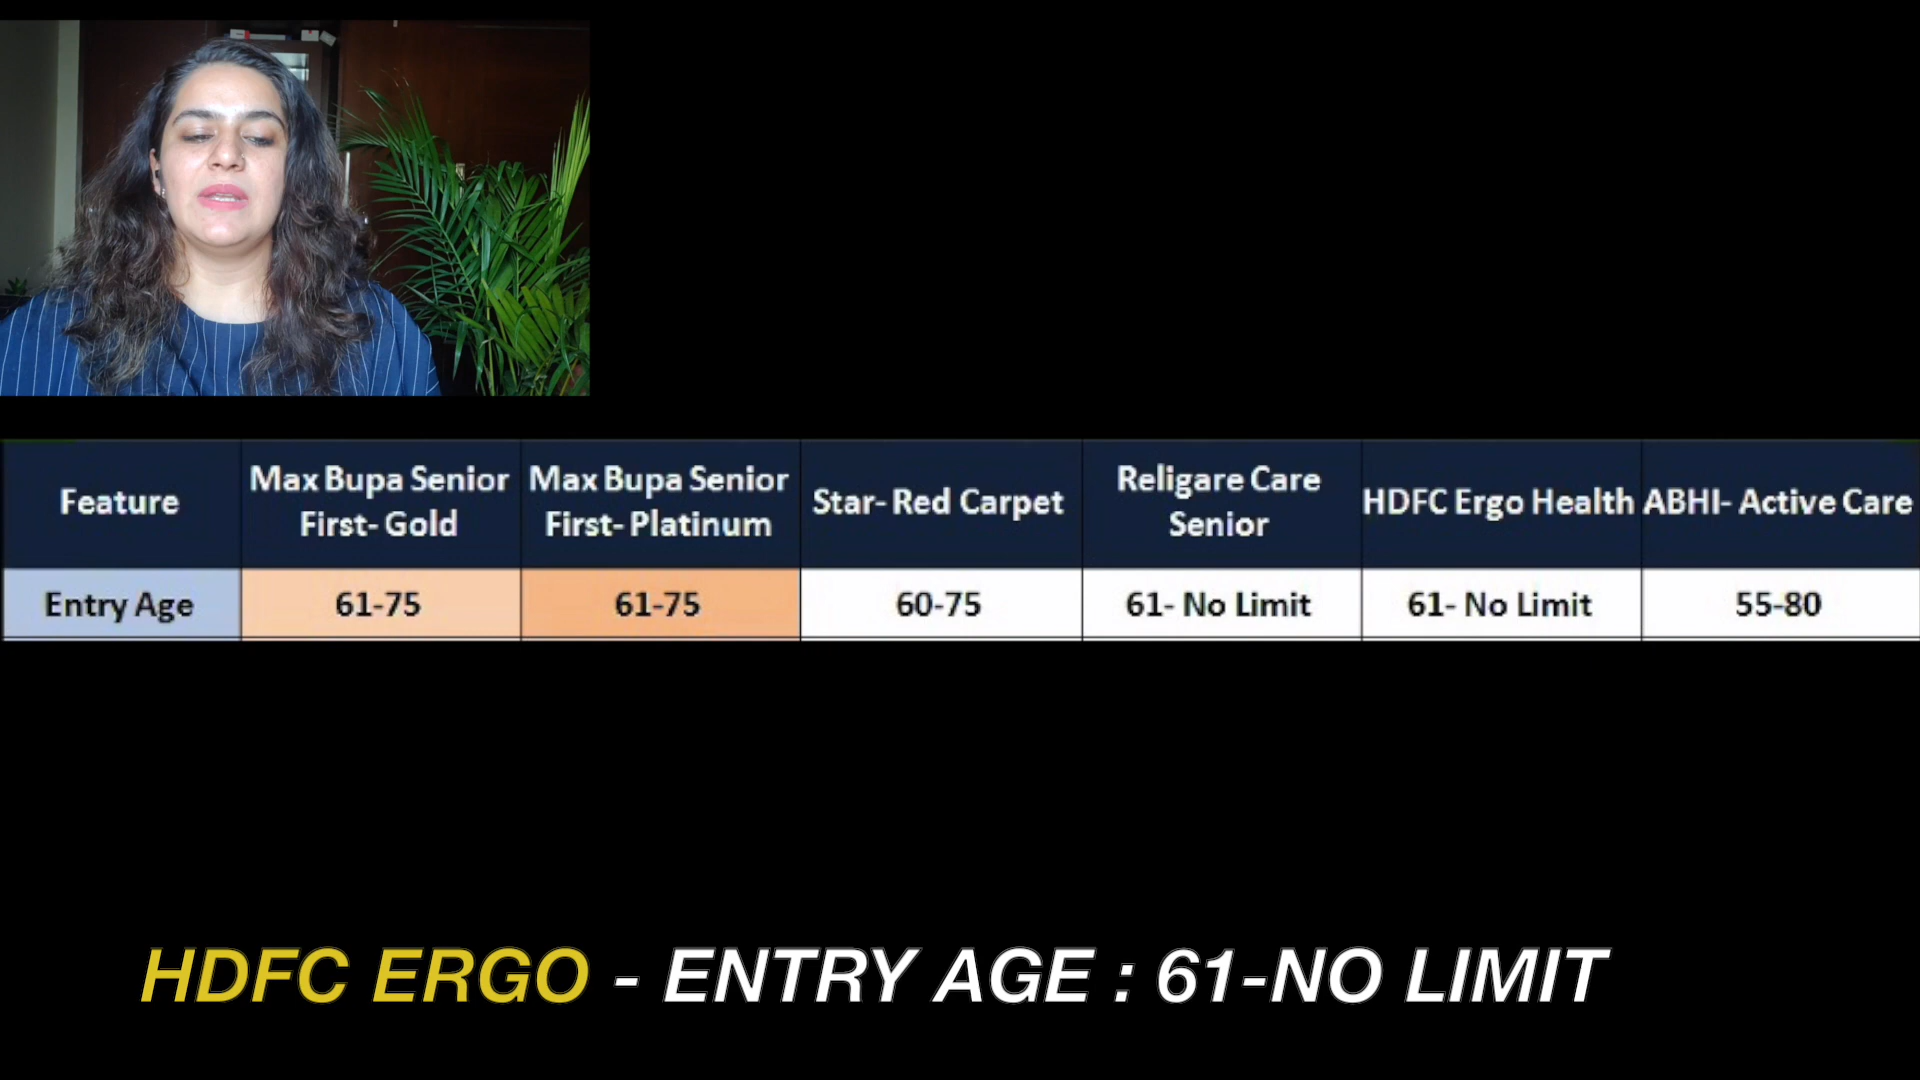 Feature
Max Bupa Senior
First- Gold
Max Bupa Senior
First- Platinum
Star- Red Carpet
Religare Care
Senior
HDFC Ergo Health
ABHI- Active Care
Entry Age
61-75
61-75
60-75
61- No Limit
61- No Limit
55-80
HDFC ERGO - ENTRY AGE : 61-NO LIMIT